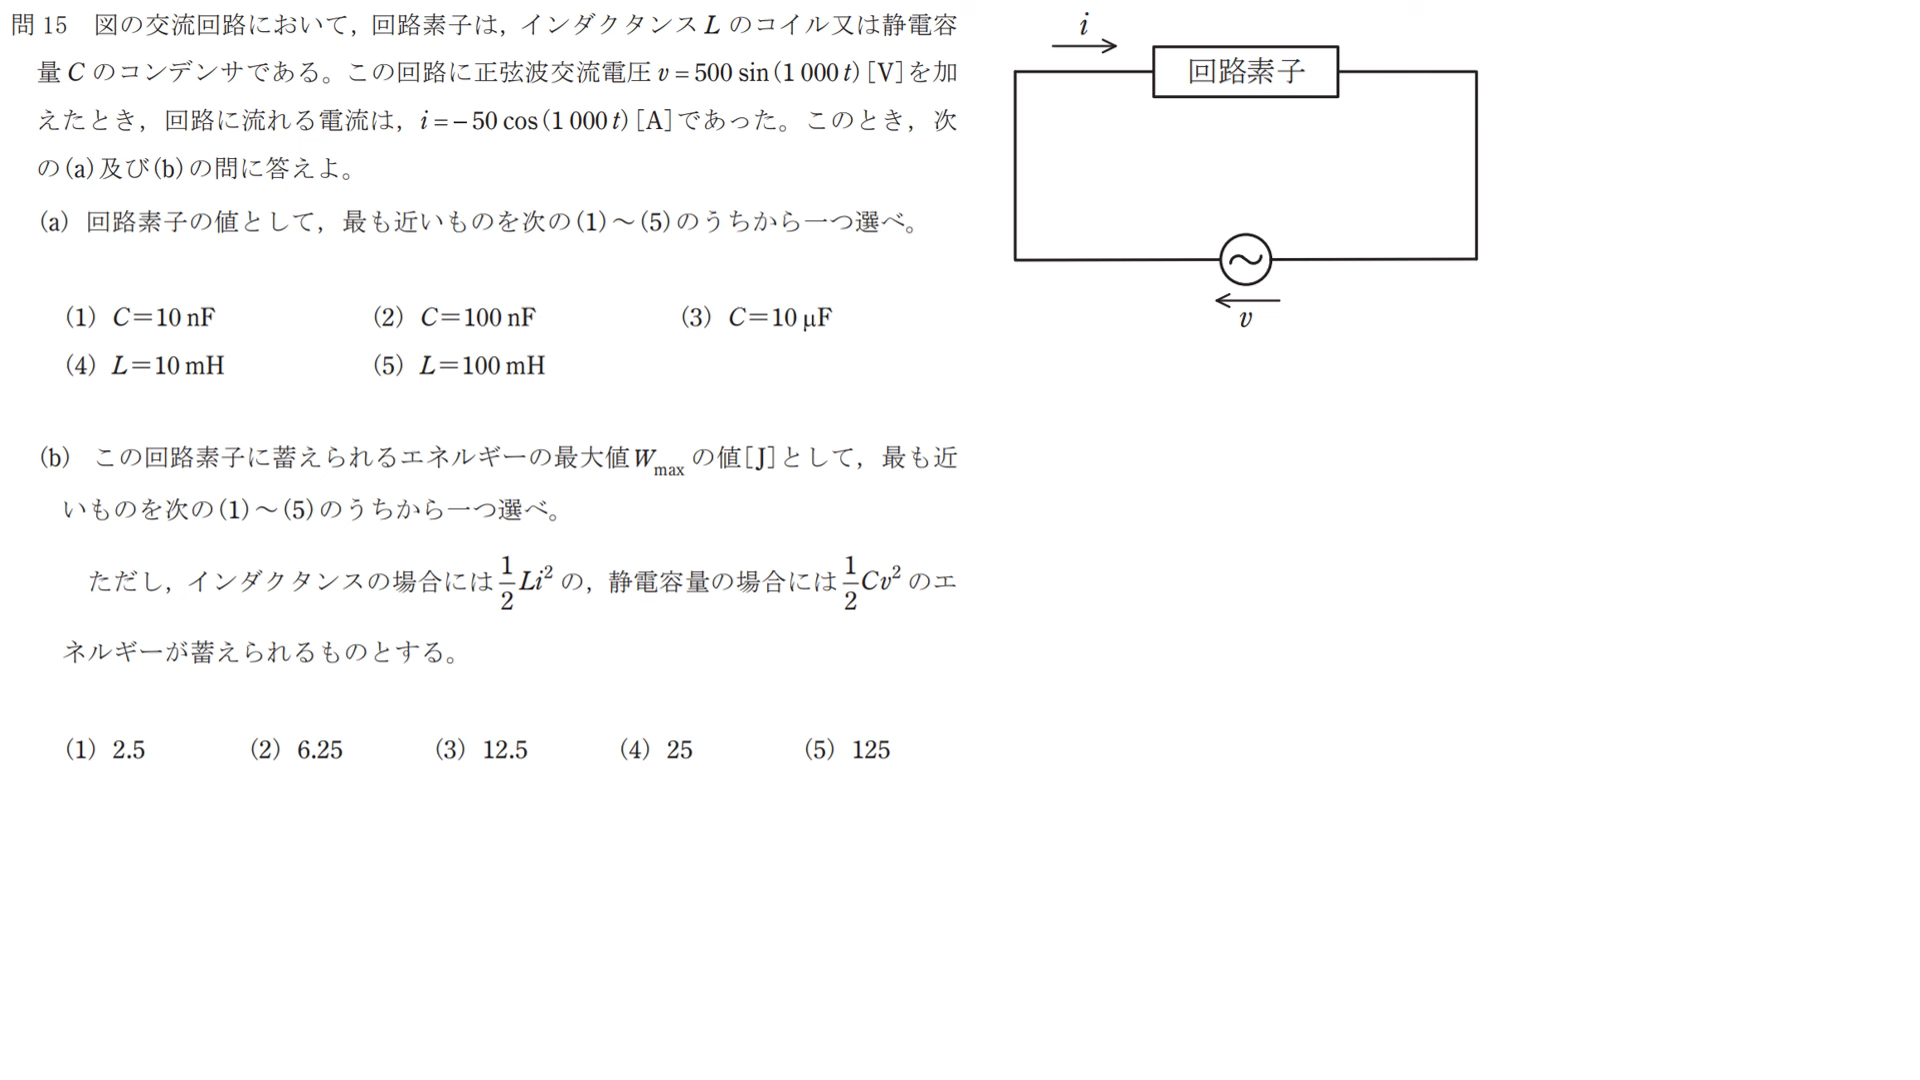 問 15　図の交流回路において，回路素子は，インダクタンス L のコイル又は静電容
量 C のコンデンサである。この回路に正弦波交流電圧 v = 500 sin(1 000 t) [V]を加
えたとき，回路に流れる電流は，i = − 50 cos(1 000 t) [A]であった。このとき，次
の(a)及び(b)の問に答えよ。
(a) 回路素子の値として，最も近いものを次の(1)～(5)のうちから一つ選べ。
(1) C＝10 nF (2) C＝100 nF (3) C＝10 μF
(4) L＝10 mH (5) L＝100 mH
(b) この回路素子に蓄えられるエネルギーの最大値 Wmax の値[J]として，最も近
いものを次の(1)～(5)のうちから一つ選べ。
ただし，インダクタンスの場合には 1/2 Li² の，静電容量の場合には 1/2 Cv² のエ
ネルギーが蓄えられるものとする。
(1) 2.5 (2) 6.25 (3) 12.5 (4) 25 (5) 125
i
回路素子
v